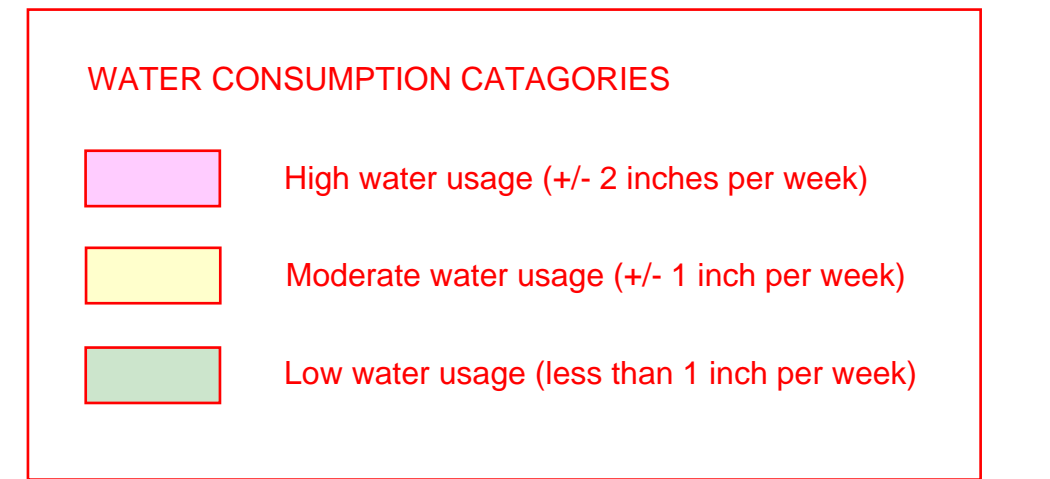 WATER CONSUMPTION CATAGORIES
High water usage (+/- 2 inches per week)
Moderate water usage (+/- 1 inch per week)
Low water usage (less than 1 inch per week)